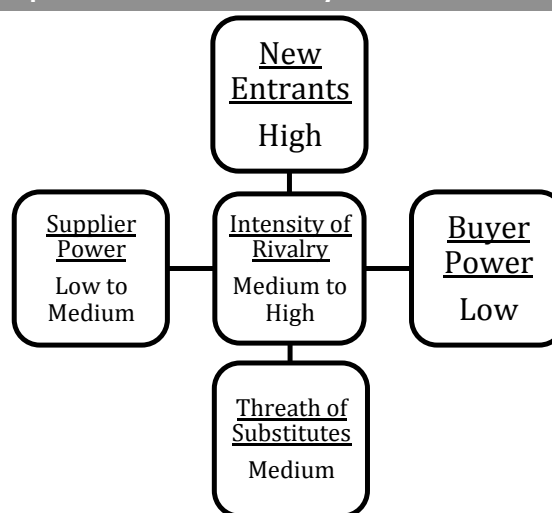 New
Entrants
High
Supplier
Power
Low to
Medium
Intensity of
Rivalry
Medium to
High
Buyer
Power
Low
Threath of
Substitutes
Medium